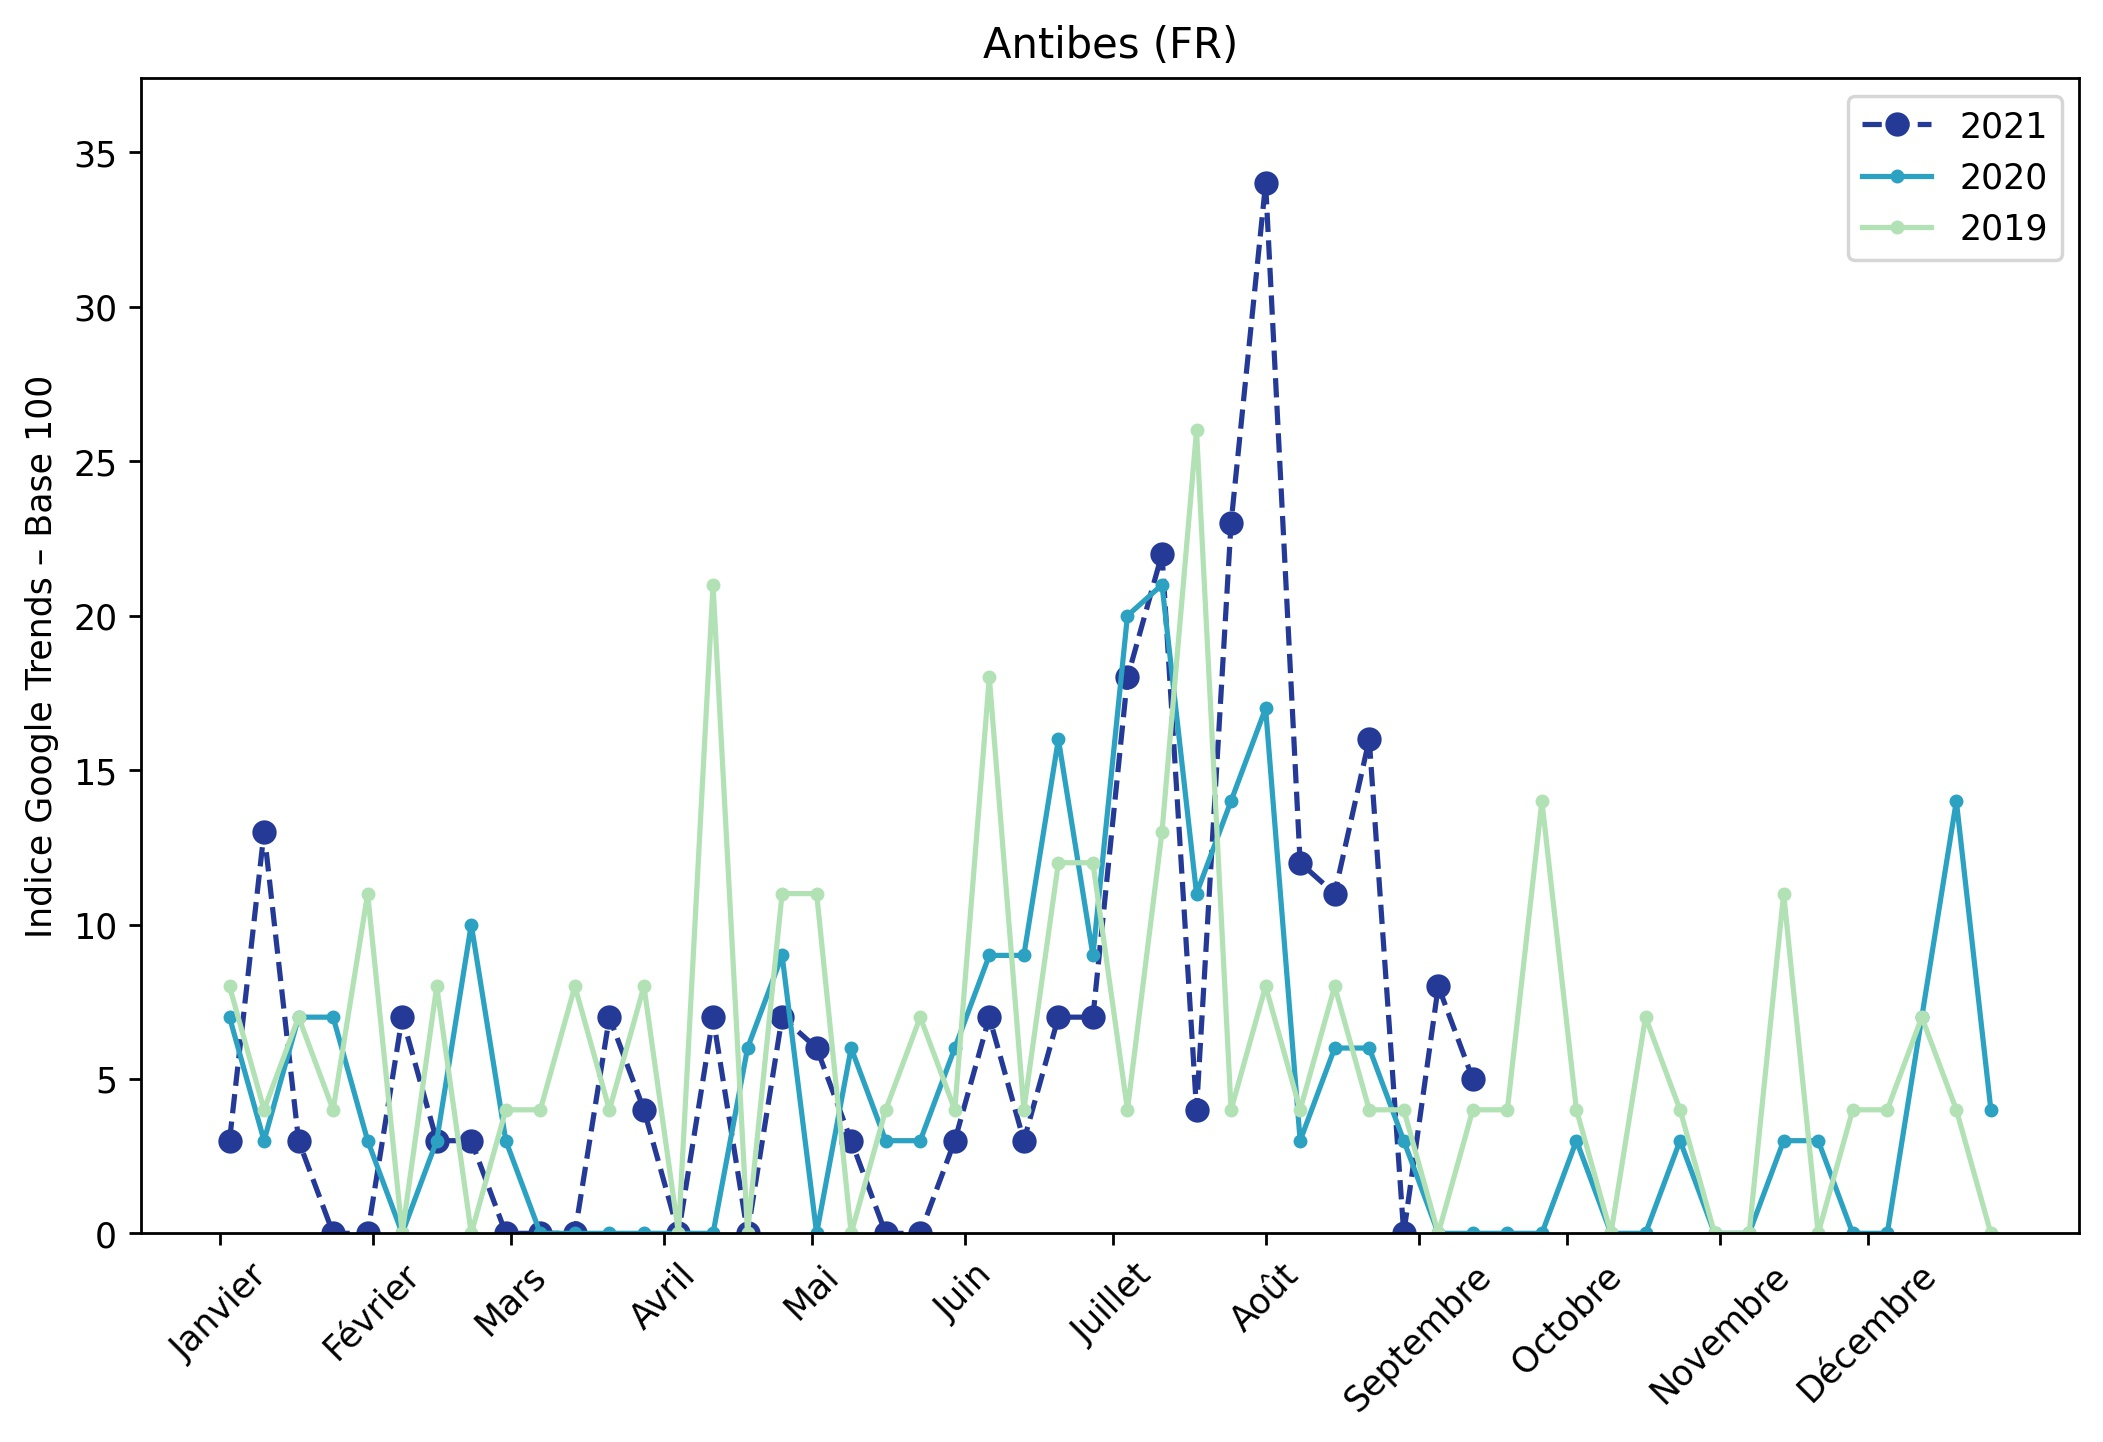 Antibes (FR)
2021
2020
2019
Indice Google Trends – Base 100
35
30
25
20
15
10
5
0
Janvier
Février
Mars
Avril
Mai
Juin
Juillet
Août
Septembre
Octobre
Novembre
Décembre